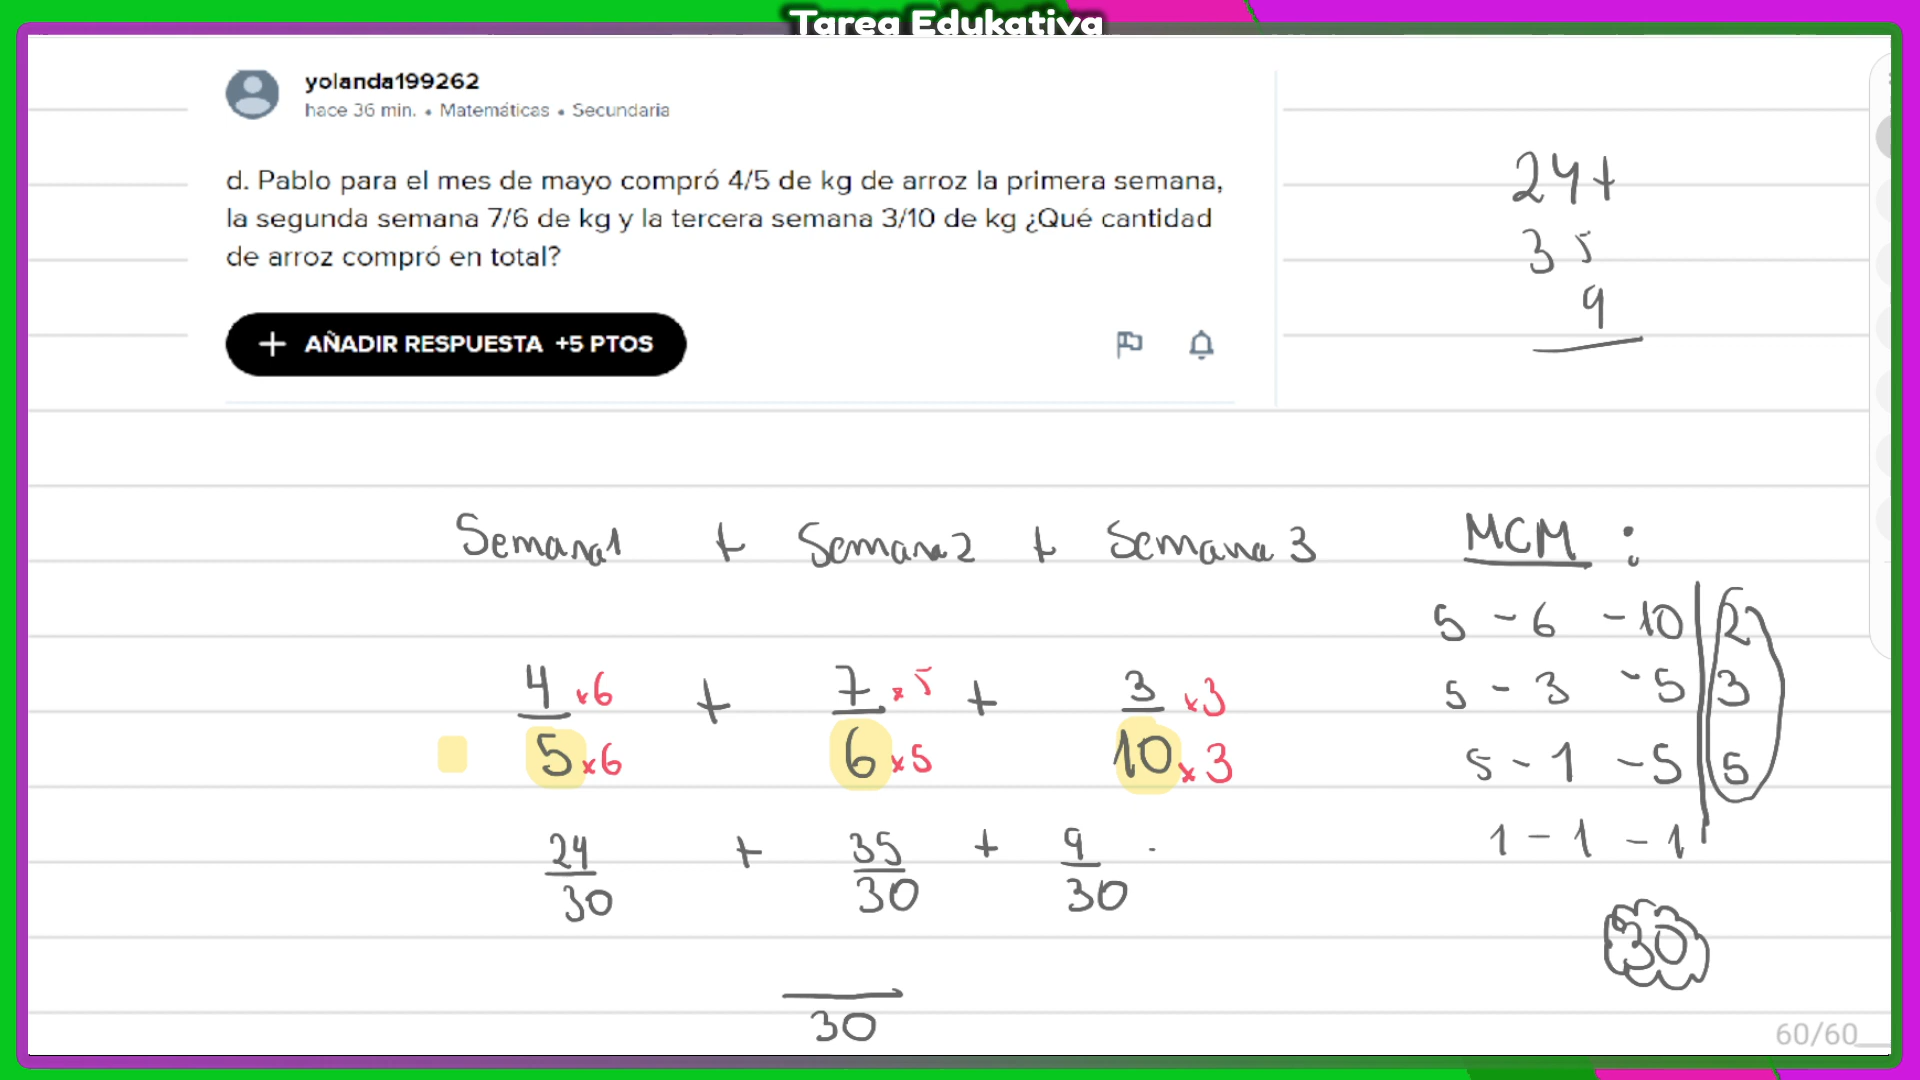 Tarea Edukativa
yolanda199262
hace 36 min. • Matemáticas • Secundaria
d. Pablo para el mes de mayo compró 4/5 de kg de arroz la primera semana,
la segunda semana 7/6 de kg y la tercera semana 3/10 de kg ¿Qué cantidad
de arroz compró en total?
+ AÑADIR RESPUESTA +5 PTOS
24+
35
9
Semana1 + Semana2 + Semana 3
4 x6 + 7 x5 + 3 x3
5 x6 6 x5 10 x3
24 + 35 + 9
30 30 30
30
MCM :
5 - 6 - 10 | 2
5 - 3 - 5 | 3
5 - 1 - 5 | 5
1 - 1 - 1
30
60/60